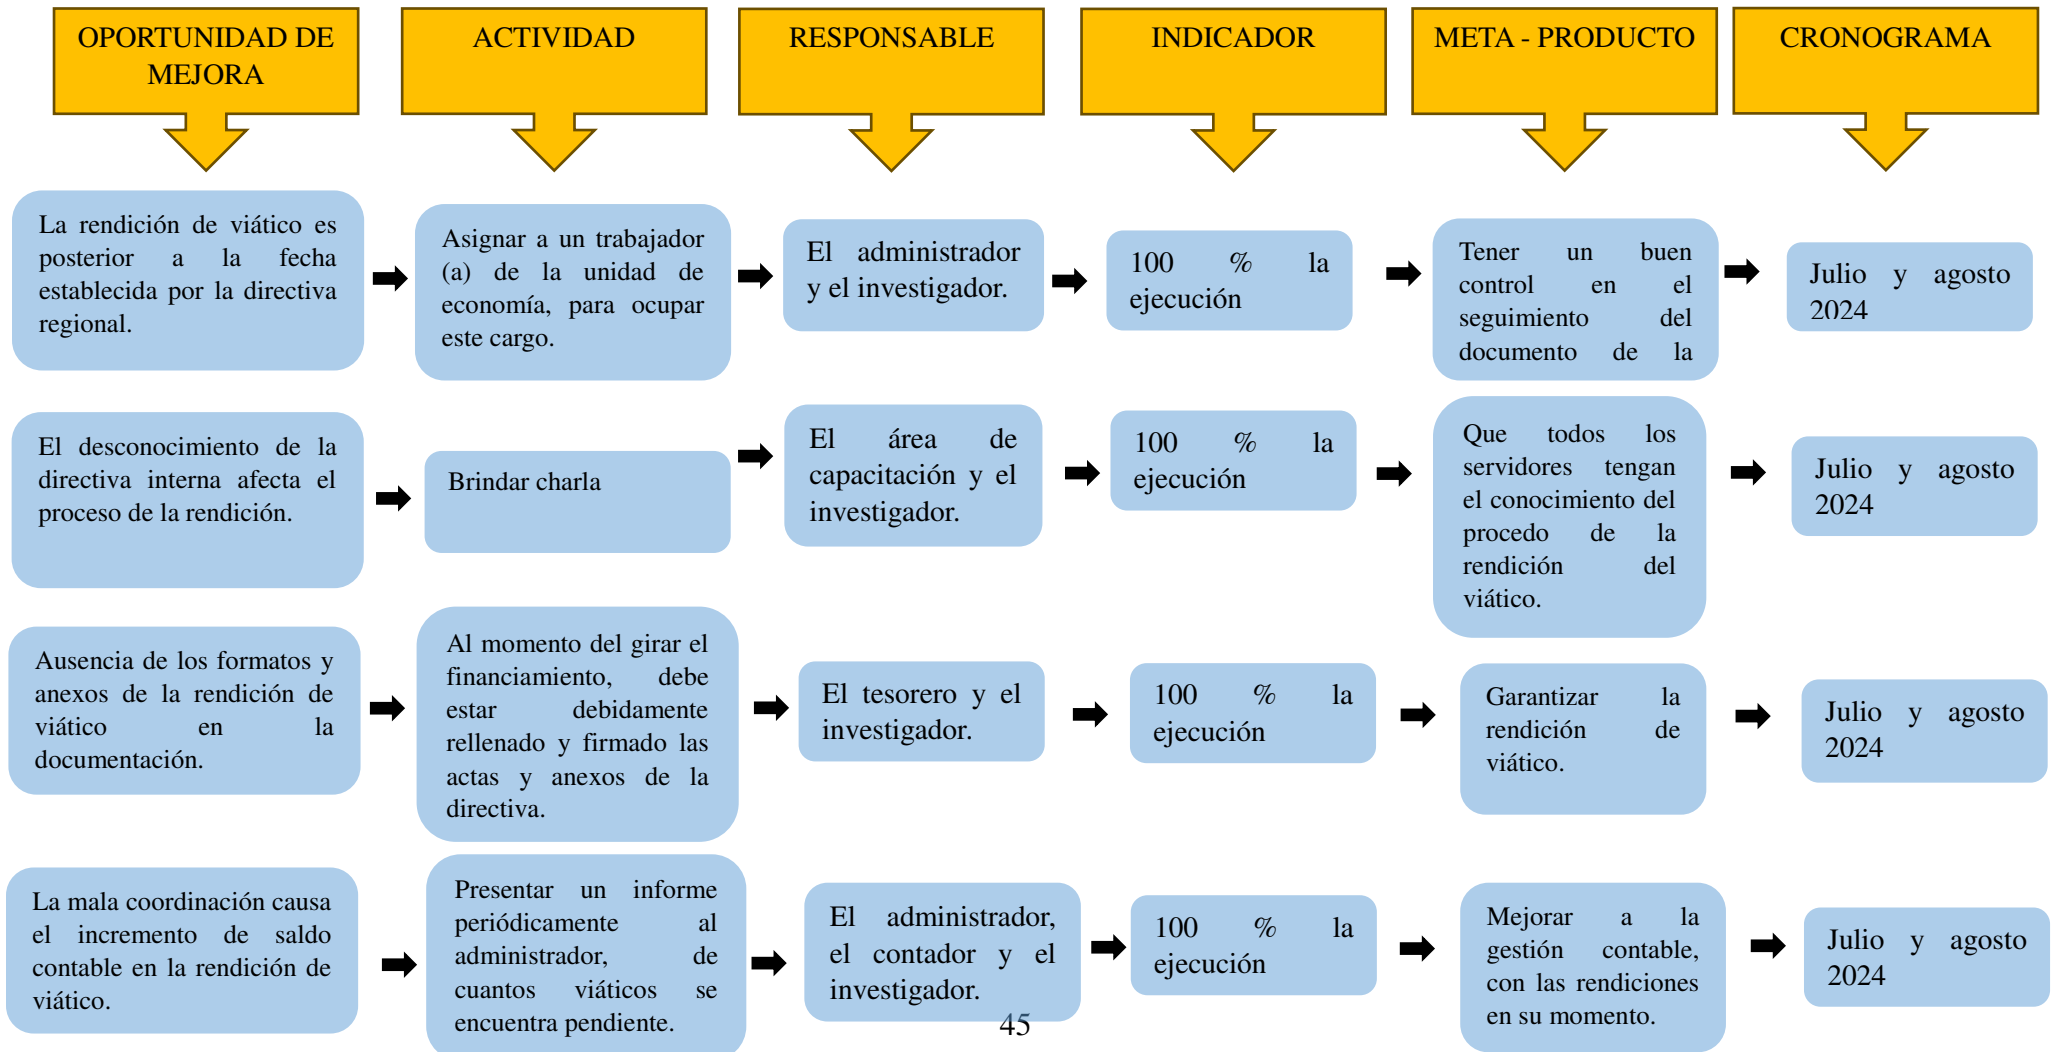 OPORTUNIDAD DE
MEJORA
ACTIVIDAD
RESPONSABLE
INDICADOR
META - PRODUCTO
CRONOGRAMA
La rendición de viático es
posterior a la fecha
establecida por la directiva
regional.
Asignar a un trabajador
(a) de la unidad de
economía, para ocupar
este cargo.
El administrador
y el investigador.
100 % la
ejecución
Tener un buen
control en el
seguimiento del
documento de la
Julio y agosto
2024
El desconocimiento de la
directiva interna afecta el
proceso de la rendición.
Brindar charla
El área de
capacitación y el
investigador.
100 % la
ejecución
Que todos los
servidores tengan
el conocimiento del
procedo de la
rendición del
viático.
Julio y agosto
2024
Ausencia de los formatos y
anexos de la rendición de
viático en la
documentación.
Al momento del girar el
financiamiento, debe
estar debidamente
rellenado y firmado las
actas y anexos de la
directiva.
El tesorero y el
investigador.
100 % la
ejecución
Garantizar la
rendición de
viático.
Julio y agosto
2024
La mala coordinación causa
el incremento de saldo
contable en la rendición de
viático.
Presentar un informe
periódicamente al
administrador, de
cuantos viáticos se
encuentra pendiente.
El administrador,
el contador y el
investigador.
100 % la
ejecución
Mejorar a la
gestión contable,
con las rendiciones
en su momento.
Julio y agosto
2024
45